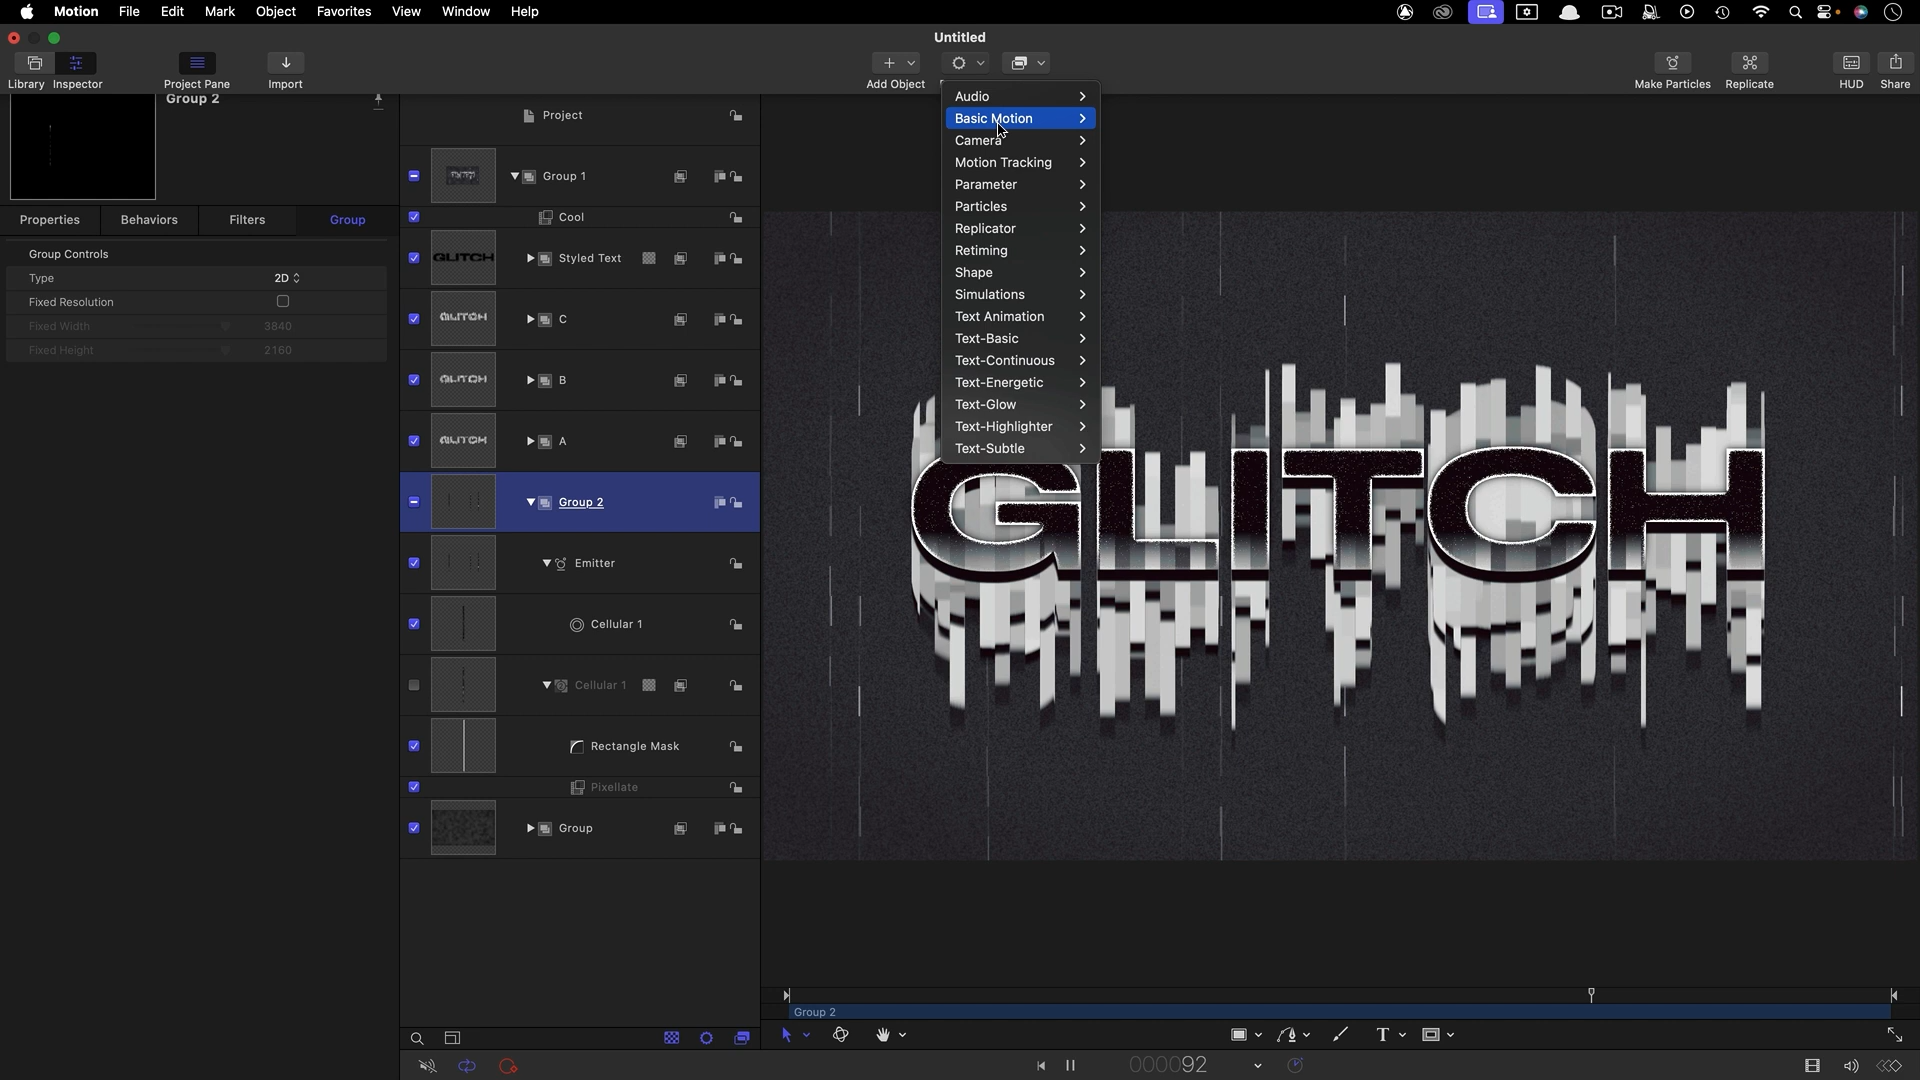 Motion File Edit Mark Object Favorites View Window Help
Untitled
Library Inspector Project Pane Import Add Object Make Particles Replicate HUD Share
Group 2
Properties Behaviors Filters Group
Group Controls
Type 2D
Fixed Resolution
Fixed Width 3840
Fixed Height 2160
Project
Group 1
Cool
GLITCH Styled Text
GLITCH C
GLITCH B
GLITCH A
Group 2
Emitter
Cellular 1
Cellular 1
Rectangle Mask
Pixellate
Group
Audio
Basic Motion
Camera
Motion Tracking
Parameter
Particles
Replicator
Retiming
Shape
Simulations
Text Animation
Text-Basic
Text-Continuous
Text-Energetic
Text-Glow
Text-Highlighter
Text-Subtle
GLITCH
Group 2
T
000092